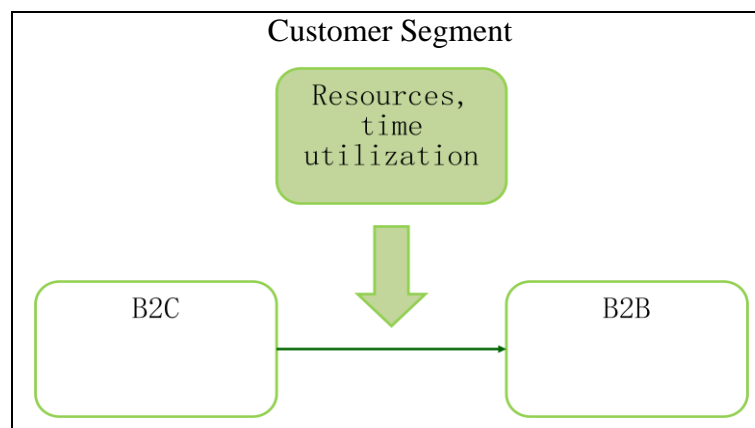 Customer Segment
Resources,
time
utilization
B2C
B2B